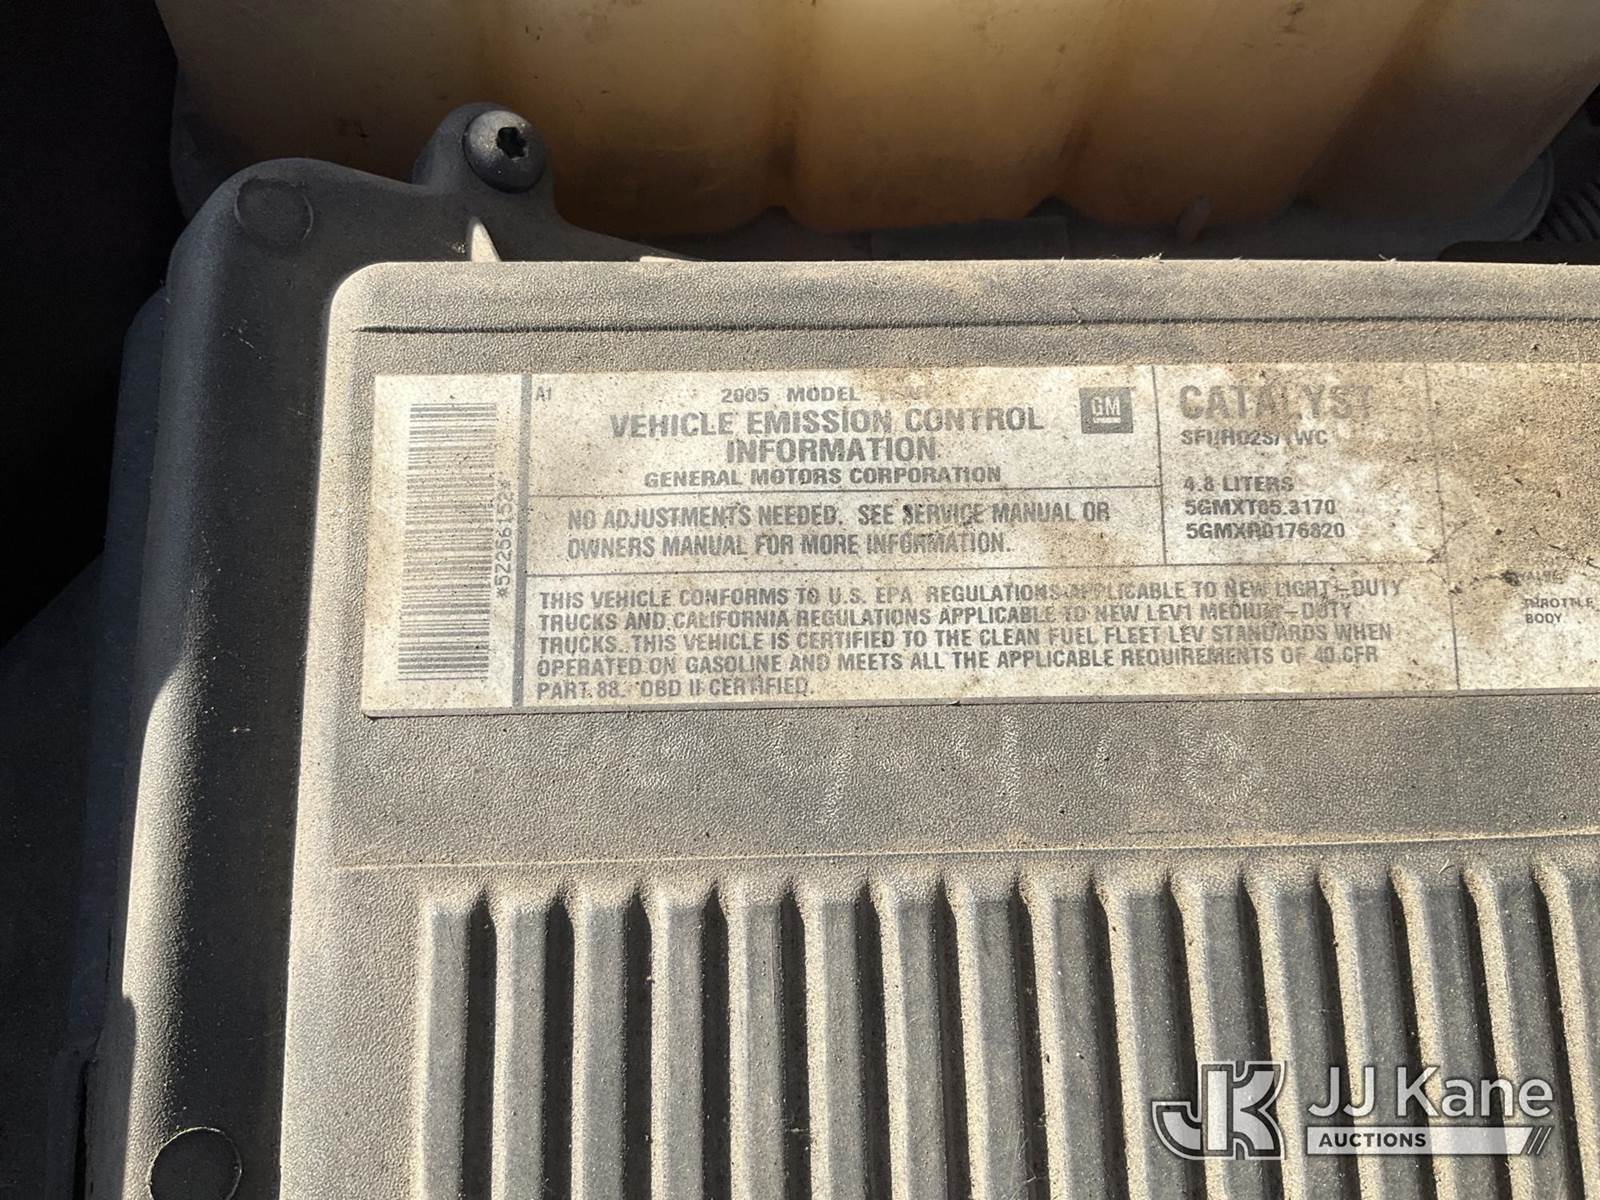 A1
2005 MODEL
VEHICLE EMISSION CONTROL
INFORMATION
GENERAL MOTORS CORPORATION
GM
NO ADJUSTMENTS NEEDED. SEE SERVICE MANUAL OR
OWNERS MANUAL FOR MORE INFORMATION.
CATALYST
4.8 LITERS
5GMXT05.3170
5GMXR0176820
THIS VEHICLE CONFORMS TO U.S. EPA REGULATIONS APPLICABLE TO NEW LIGHT-DUTY
TRUCKS AND CALIFORNIA REGULATIONS APPLICABLE TO NEW LEV1 MEDIUM-DUTY
TRUCKS. THIS VEHICLE IS CERTIFIED TO THE CLEAN FUEL FLEET LEV STANDARDS WHEN
OPERATED ON GASOLINE AND MEETS ALL THE APPLICABLE REQUIREMENTS OF 40 CFR
PART 88. OBD II CERTIFIED.
*52266152*
THROTTLE
BODY
JK
JJ Kane
AUCTIONS